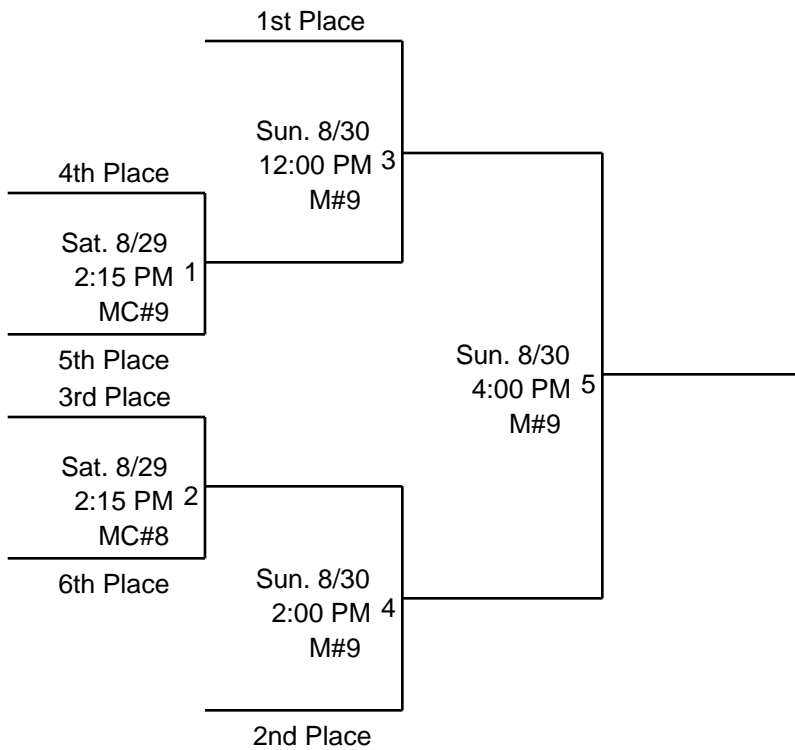 1st Place
Sun. 8/30
12:00 PM
3
M#9
4th Place
Sat. 8/29
2:15 PM
1
MC#9
5th Place
3rd Place
Sat. 8/29
2:15 PM
2
MC#8
6th Place
Sun. 8/30
2:00 PM
4
M#9
2nd Place
Sun. 8/30
4:00 PM
5
M#9